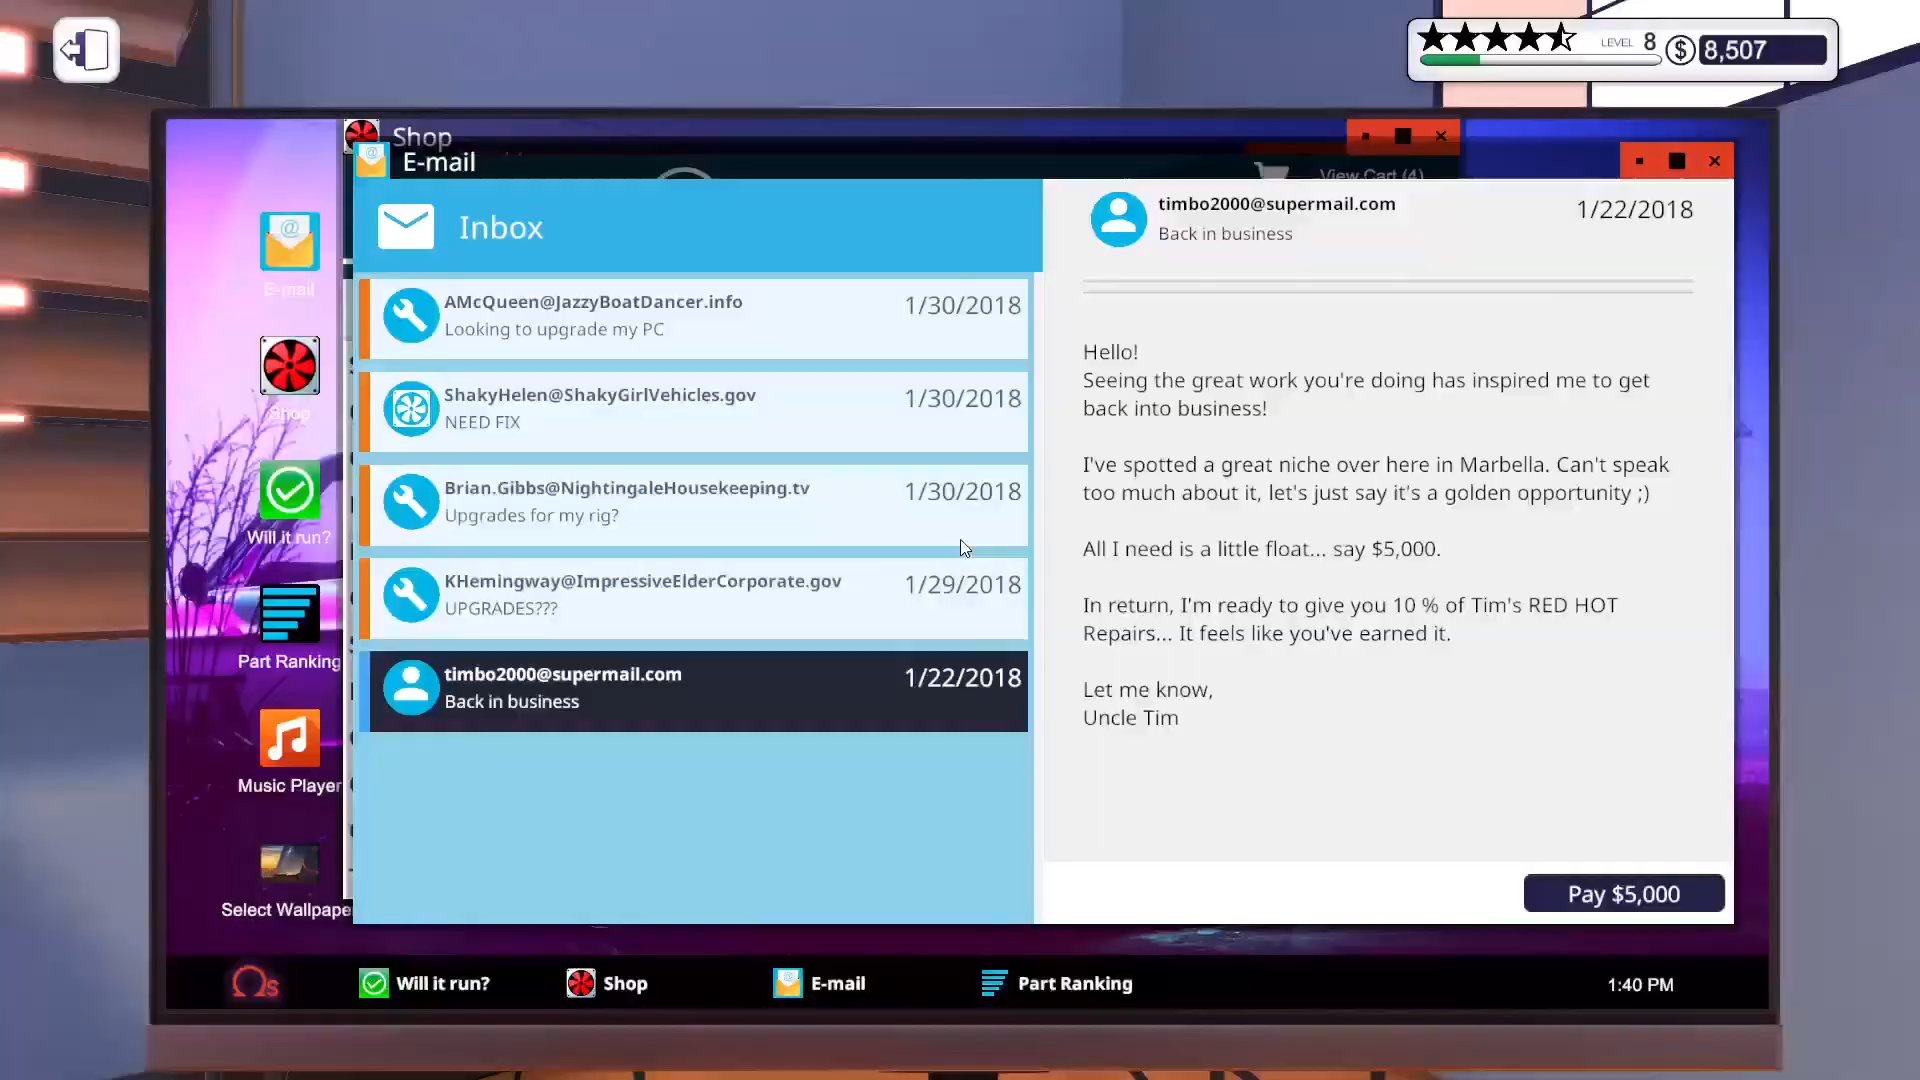 LEVEL 8
$ 8,507
Shop
E-mail
View Cart (4)
Inbox
timbo2000@supermail.com
1/22/2018
Back in business
AMcQueen@JazzyBoatDancer.info
1/30/2018
Looking to upgrade my PC
ShakyHelen@ShakyGirlVehicles.gov
1/30/2018
NEED FIX
Brian.Gibbs@NightingaleHousekeeping.tv
1/30/2018
Upgrades for my rig?
KHemingway@ImpressiveElderCorporate.gov
1/29/2018
UPGRADES???
timbo2000@supermail.com
1/22/2018
Back in business
Hello!
Seeing the great work you're doing has inspired me to get
back into business!
I've spotted a great niche over here in Marbella. Can't speak
too much about it, let's just say it's a golden opportunity ;)
All I need is a little float... say $5,000.
In return, I'm ready to give you 10 % of Tim's RED HOT
Repairs... It feels like you've earned it.
Let me know,
Uncle Tim
Pay $5,000
E-mail
Shop
Will it run?
Part Ranking
Music Player
Select Wallpape
Ωs
Will it run?
Shop
E-mail
Part Ranking
1:40 PM